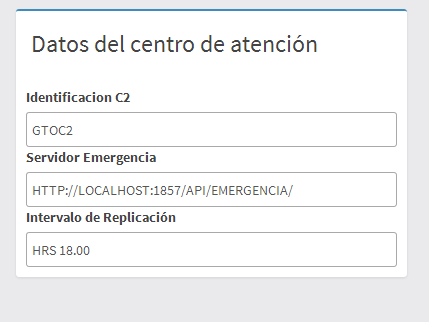 Datos del centro de atención
Identificacion C2
GTOC2
Servidor Emergencia
HTTP://LOCALHOST:1857/API/EMERGENCIA/
Intervalo de Replicación
HRS 18.00